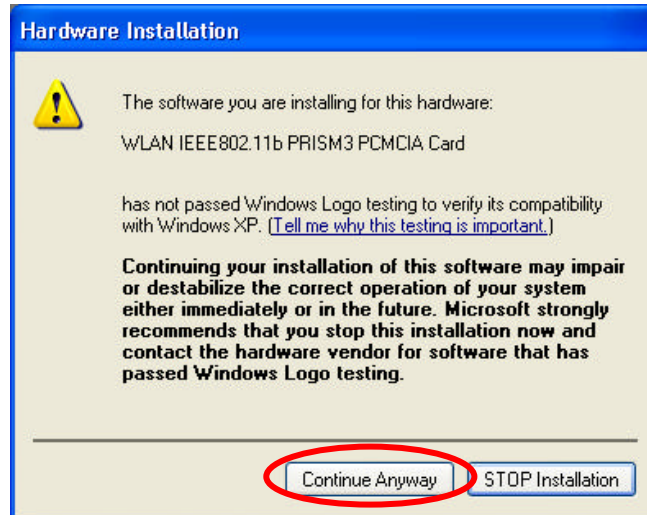 Hardware Installation
The software you are installing for this hardware:
WLAN IEEE802.11b PRISM3 PCMCIA Card
has not passed Windows Logo testing to verify its compatibility
with Windows XP. (Tell me why this testing is important.)
Continuing your installation of this software may impair
or destabilize the correct operation of your system
either immediately or in the future. Microsoft strongly
recommends that you stop this installation now and
contact the hardware vendor for software that has
passed Windows Logo testing.
Continue Anyway STOP Installation